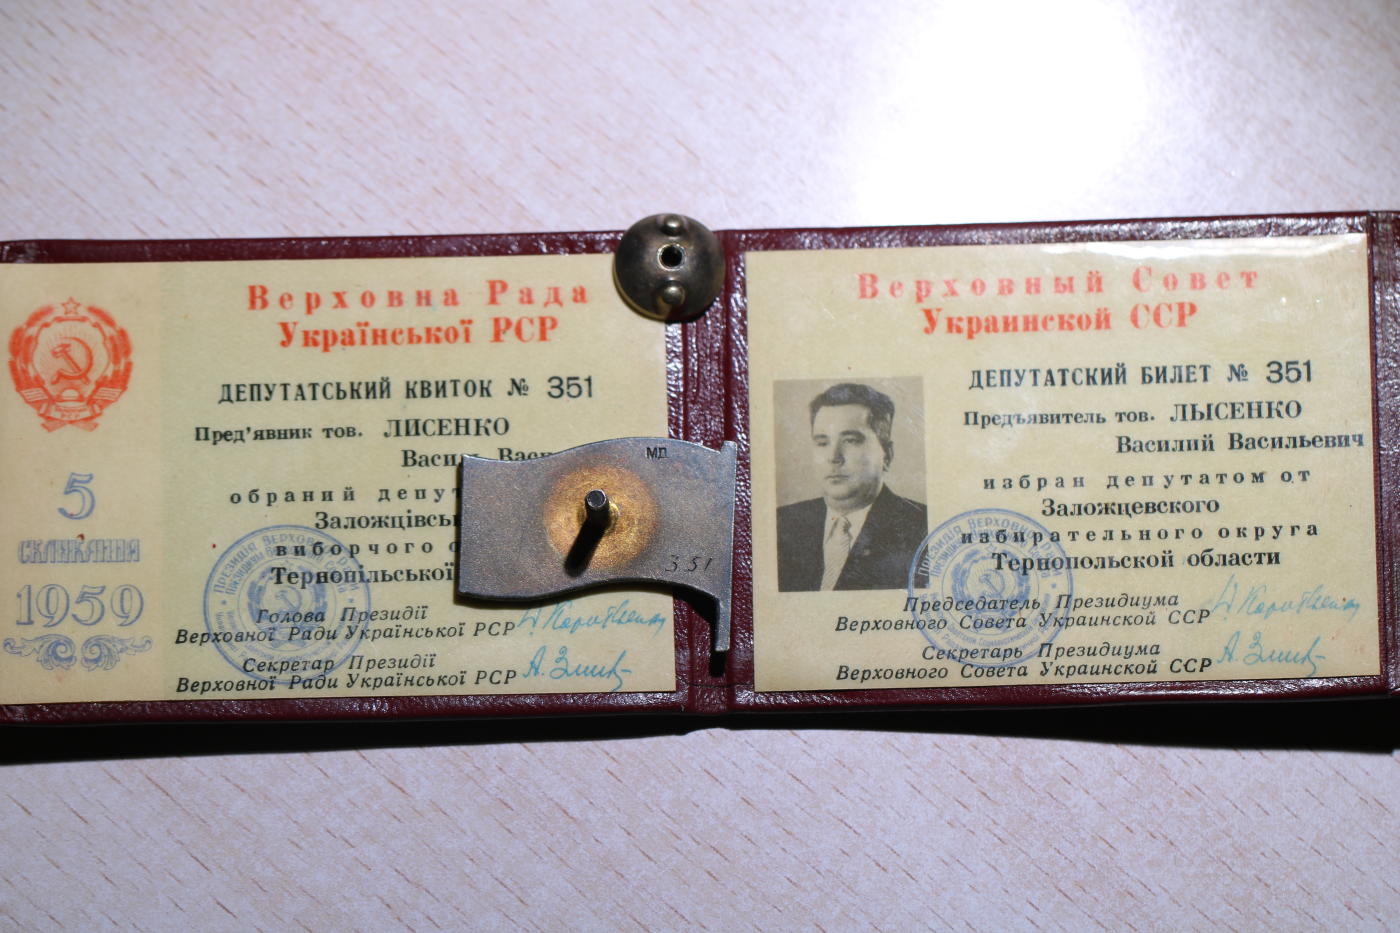 5
скликання
1959
Верховна Рада
Української РСР
ДЕПУТАТСЬКИЙ КВИТОК № 351
Пред'явник тов. ЛИСЕНКО
обраний
виборчого
Тернопільської
Голова Президії
Верховної Ради Української РСР
Секретар Президії
Верховної Ради Української РСР
МД
351
Верховный Совет
Украинской ССР
ДЕПУТАТСКИЙ БИЛЕТ № 351
Предъявитель тов. ЛЫСЕНКО
Василий Васильевич
избран депутатом от
Заложцевского
избирательного округа
Тернопольской области
Председатель Президиума
Верховного Совета Украинской ССР
Секретарь Президиума
Верховного Совета Украинской ССР